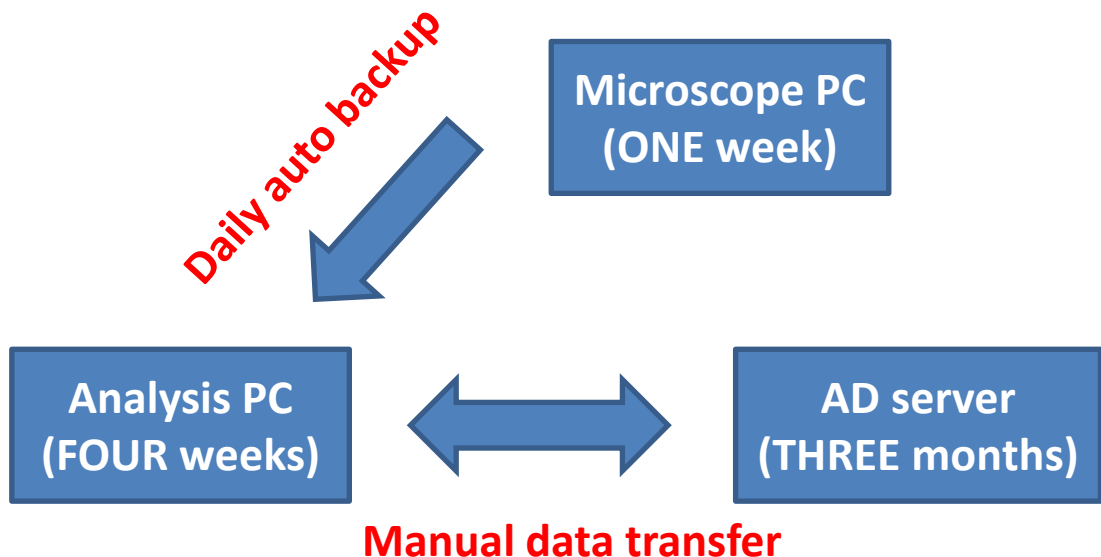 Daily auto backup
Microscope PC
(ONE week)
Analysis PC
(FOUR weeks)
AD server
(THREE months)
Manual data transfer